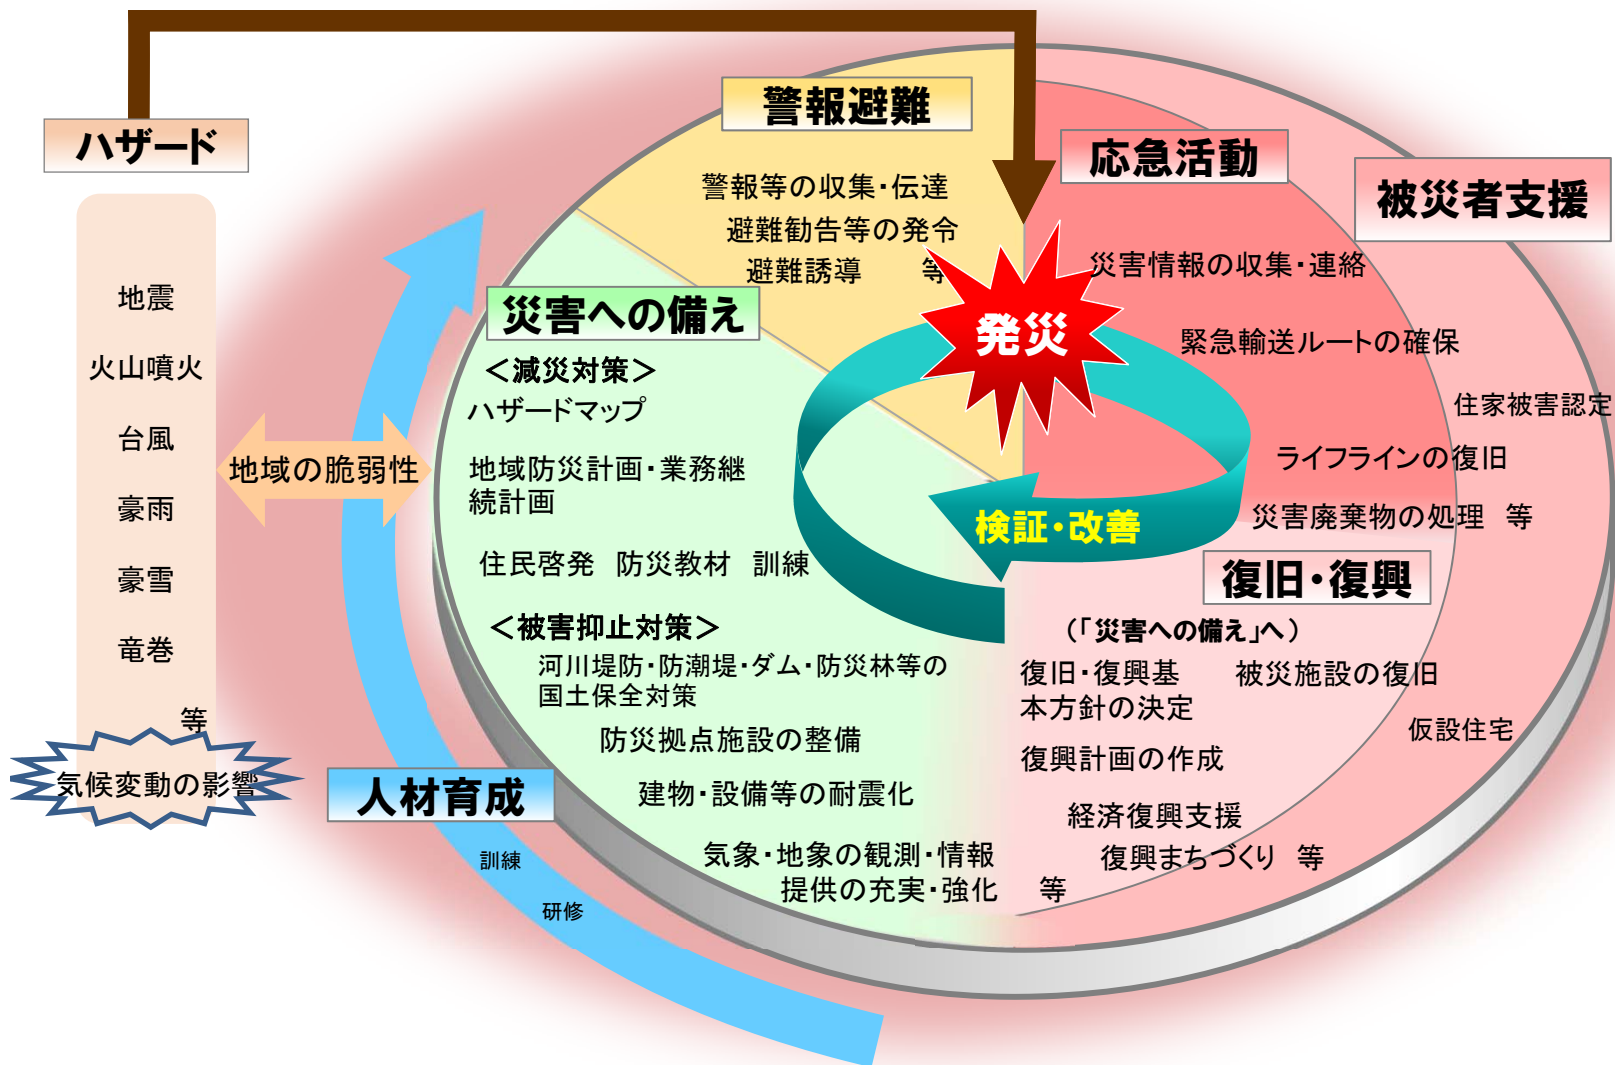 ハザード
地震
火山噴火
台風
豪雨
豪雪
竜巻
等
気候変動の影響
地域の脆弱性
警報避難
警報等の収集・伝達
避難勧告等の発令
避難誘導　等
災害への備え
＜減災対策＞
ハザードマップ
地域防災計画・業務継
続計画
住民啓発　防災教材　訓練
＜被害抑止対策＞
河川堤防・防潮堤・ダム・防災林等の
国土保全対策
防災拠点施設の整備
建物・設備等の耐震化
気象・地象の観測・情報
提供の充実・強化　等
人材育成
訓練
研修
発災
検証・改善
応急活動
災害情報の収集・連絡
緊急輸送ルートの確保
ライフラインの復旧
災害廃棄物の処理　等
被災者支援
住家被害認定
仮設住宅
復旧・復興
（「災害への備え」へ）
復旧・復興基
本方針の決定
被災施設の復旧
復興計画の作成
経済復興支援
復興まちづくり　等